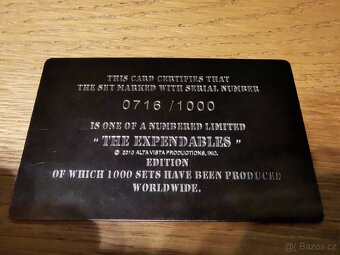 THIS CARD CERTIFIES THAT
THE SET MARKED WITH SERIAL NUMBER
0716 /1000
IS ONE OF A NUMBERED LIMITED
" THE EXPENDABLES "
© 2010 ALTA VISTA PRODUCTIONS, INC.
EDITION
OF WHICH 1000 SETS HAVE BEEN PRODUCED
WORLDWIDE.
sbazar.cz